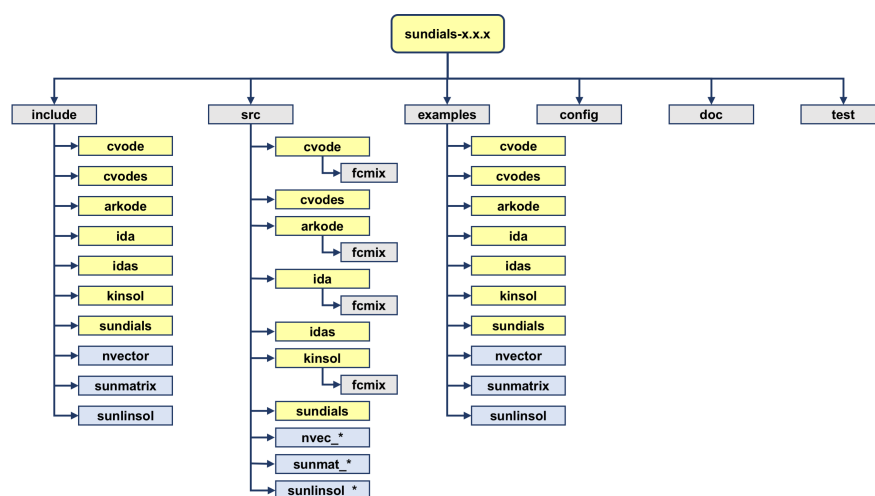 sundials-x.x.x
include
src
examples
config
doc
test
cvode
cvodes
arkode
ida
idas
kinsol
sundials
nvector
sunmatrix
sunlinsol
cvode
fcmix
cvodes
arkode
fcmix
ida
fcmix
idas
kinsol
fcmix
sundials
nvec_*
sunmat_*
sunlinsol_*
cvode
cvodes
arkode
ida
idas
kinsol
sundials
nvector
sunmatrix
sunlinsol